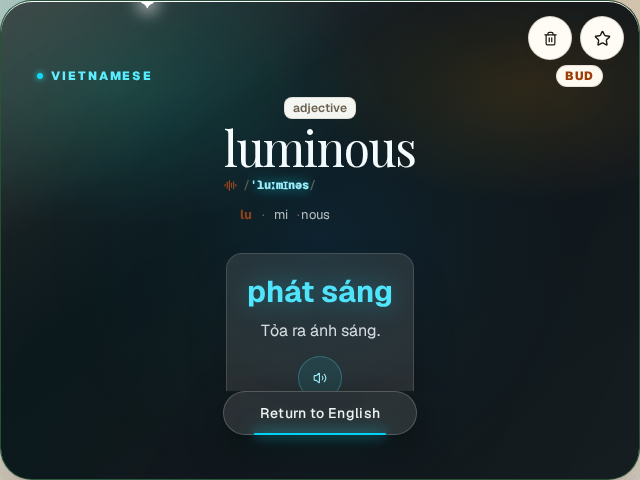 VIETNAMESE
BUD
adjective
luminous
/ˈluːmɪnəs/
lu · mi ·nous
phát sáng
Tỏa ra ánh sáng.
Return to English